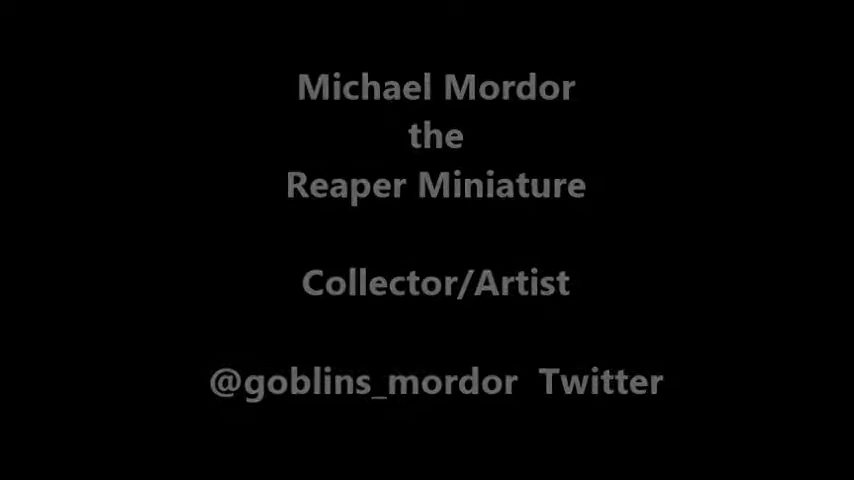 Michael Mordor
the
Reaper Miniature
Collector/Artist
@goblins_mordor  Twitter